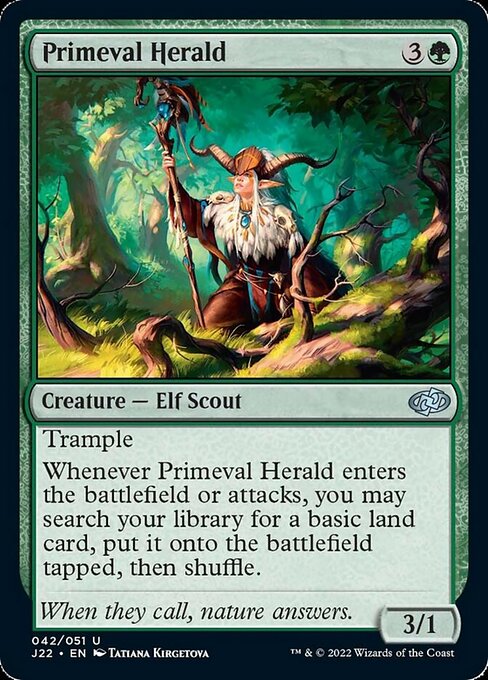 Primeval Herald 3
Creature — Elf Scout
Trample
Whenever Primeval Herald enters
the battlefield or attacks, you may
search your library for a basic land
card, put it onto the battlefield
tapped, then shuffle.
When they call, nature answers.
3/1
042/051 U
J22 • EN Tatiana Kirgetova
™ & © 2022 Wizards of the Coast